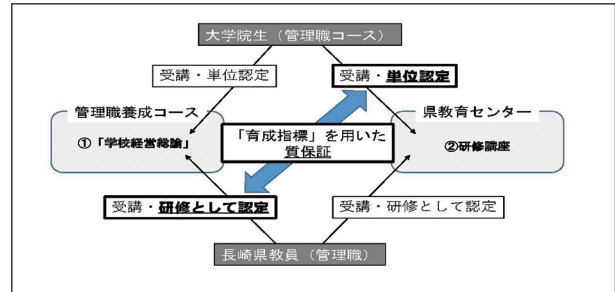 大学院生（管理職コース）
受講・単位認定
受講・単位認定
管理職養成コース
県教育センター
①「学校経営総論」
「育成指標」を用いた
質保証
②研修講座
受講・研修として認定
受講・研修として認定
長崎県教員（管理職）